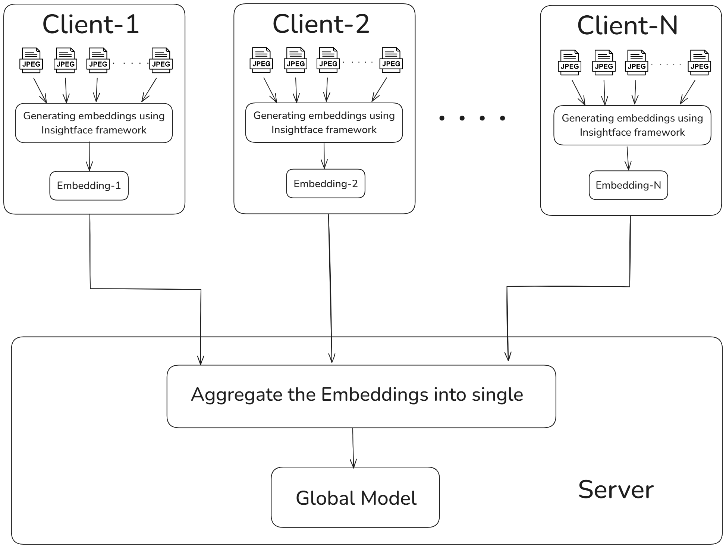 Client-1
JPEG JPEG JPEG JPEG
Generating embeddings using
Insightface framework
Embedding-1
Client-2
JPEG JPEG JPEG JPEG
Generating embeddings using
Insightface framework
Embedding-2
Client-N
JPEG JPEG JPEG JPEG
Generating embeddings using
Insightface framework
Embedding-N
Aggregate the Embeddings into single
Global Model
Server